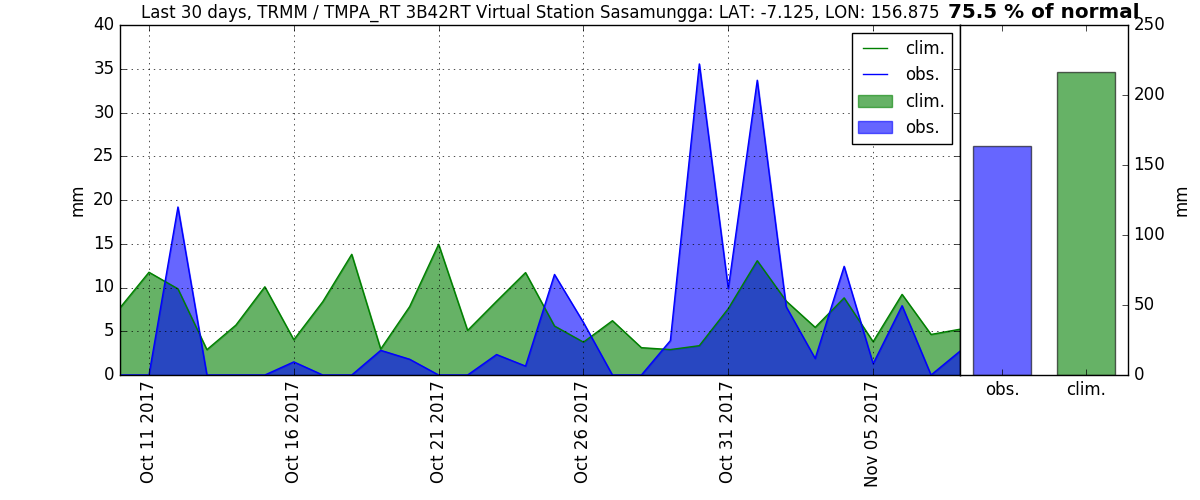 Last 30 days, TRMM / TMPA_RT 3B42RT Virtual Station Sasamungga: LAT: -7.125, LON: 156.875
75.5 % of normal
40
35
30
25
20
15
10
5
0
mm
Oct 11 2017
Oct 16 2017
Oct 21 2017
Oct 26 2017
Oct 31 2017
Nov 05 2017
clim.
obs.
clim.
obs.
250
200
150
100
50
0
mm
obs.
clim.